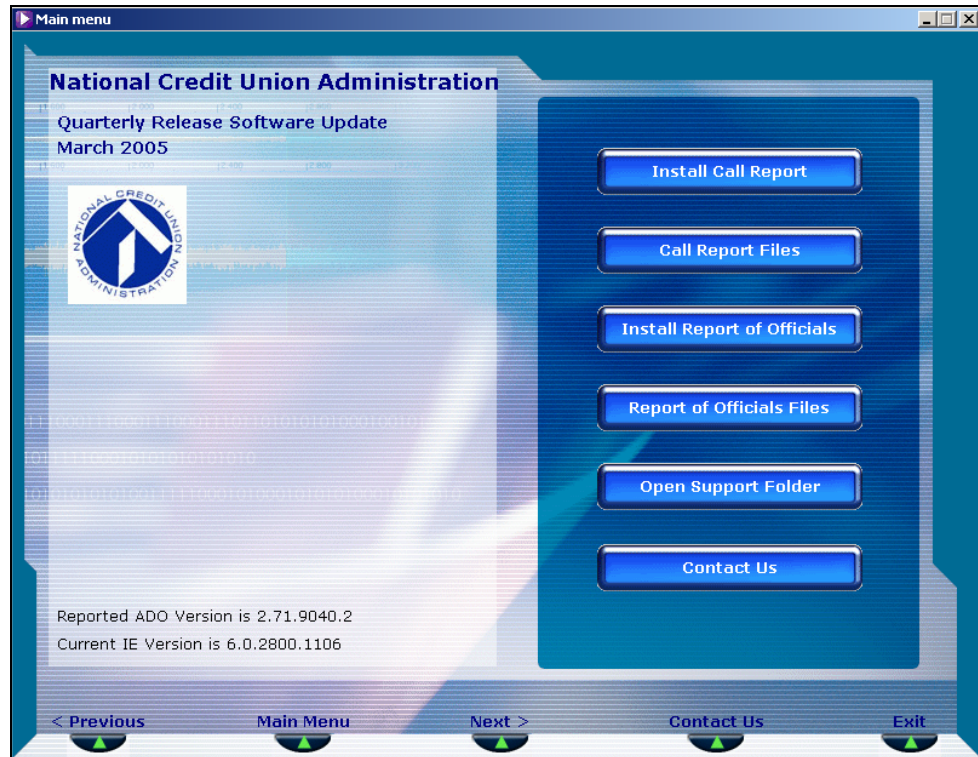 Main menu
National Credit Union Administration
Quarterly Release Software Update
March 2005
NATIONAL CREDIT UNION ADMINISTRATION
Install Call Report
Call Report Files
Install Report of Officials
Report of Officials Files
Open Support Folder
Contact Us
Reported ADO Version is 2.71.9040.2
Current IE Version is 6.0.2800.1106
< Previous
Main Menu
Next >
Contact Us
Exit